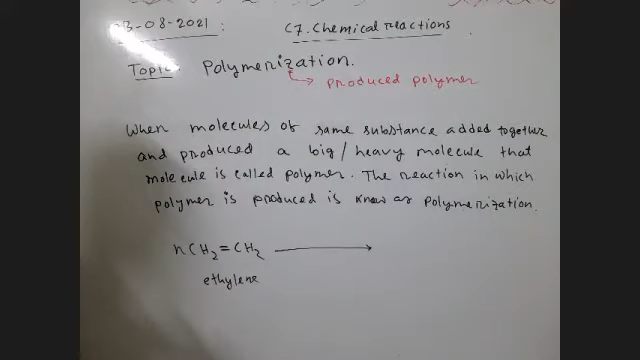 03-08-2021 C7. Chemical Reactions
Topic: Polymerization.
produced polymer
When molecules of same substance added together
and produced a big/heavy molecule that
molecule is called polymer. The reaction in which
polymer is produced is know as polymerization.
nCH₂=CH₂ ⟶
ethylene